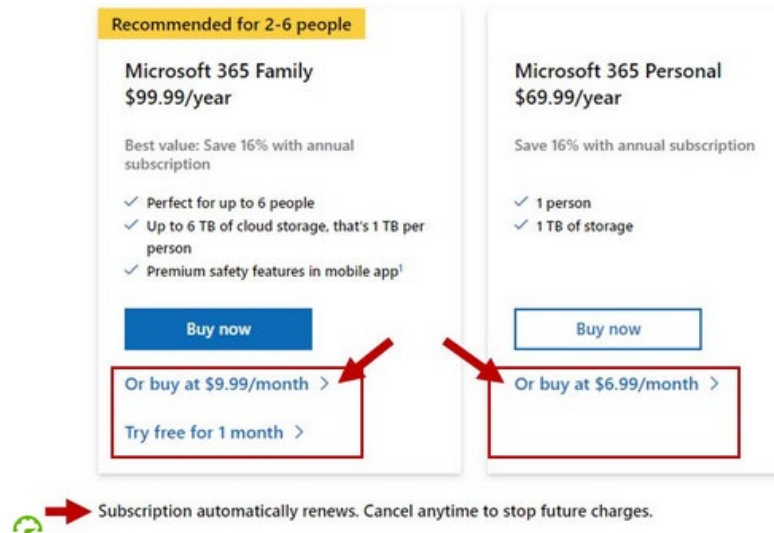 Recommended for 2-6 people
Microsoft 365 Family
$99.99/year
Best value: Save 16% with annual
subscription
✓ Perfect for up to 6 people
✓ Up to 6 TB of cloud storage, that's 1 TB per
person
✓ Premium safety features in mobile app¹
Buy now
Or buy at $9.99/month >
Try free for 1 month >
Microsoft 365 Personal
$69.99/year
Save 16% with annual subscription
✓ 1 person
✓ 1 TB of storage
Buy now
Or buy at $6.99/month >
Subscription automatically renews. Cancel anytime to stop future charges.